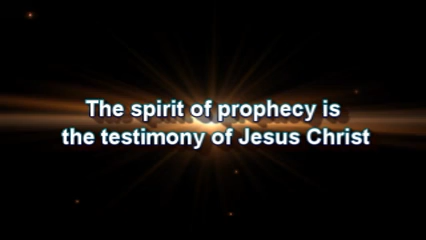 The spirit of prophecy is
the testimony of Jesus Christ